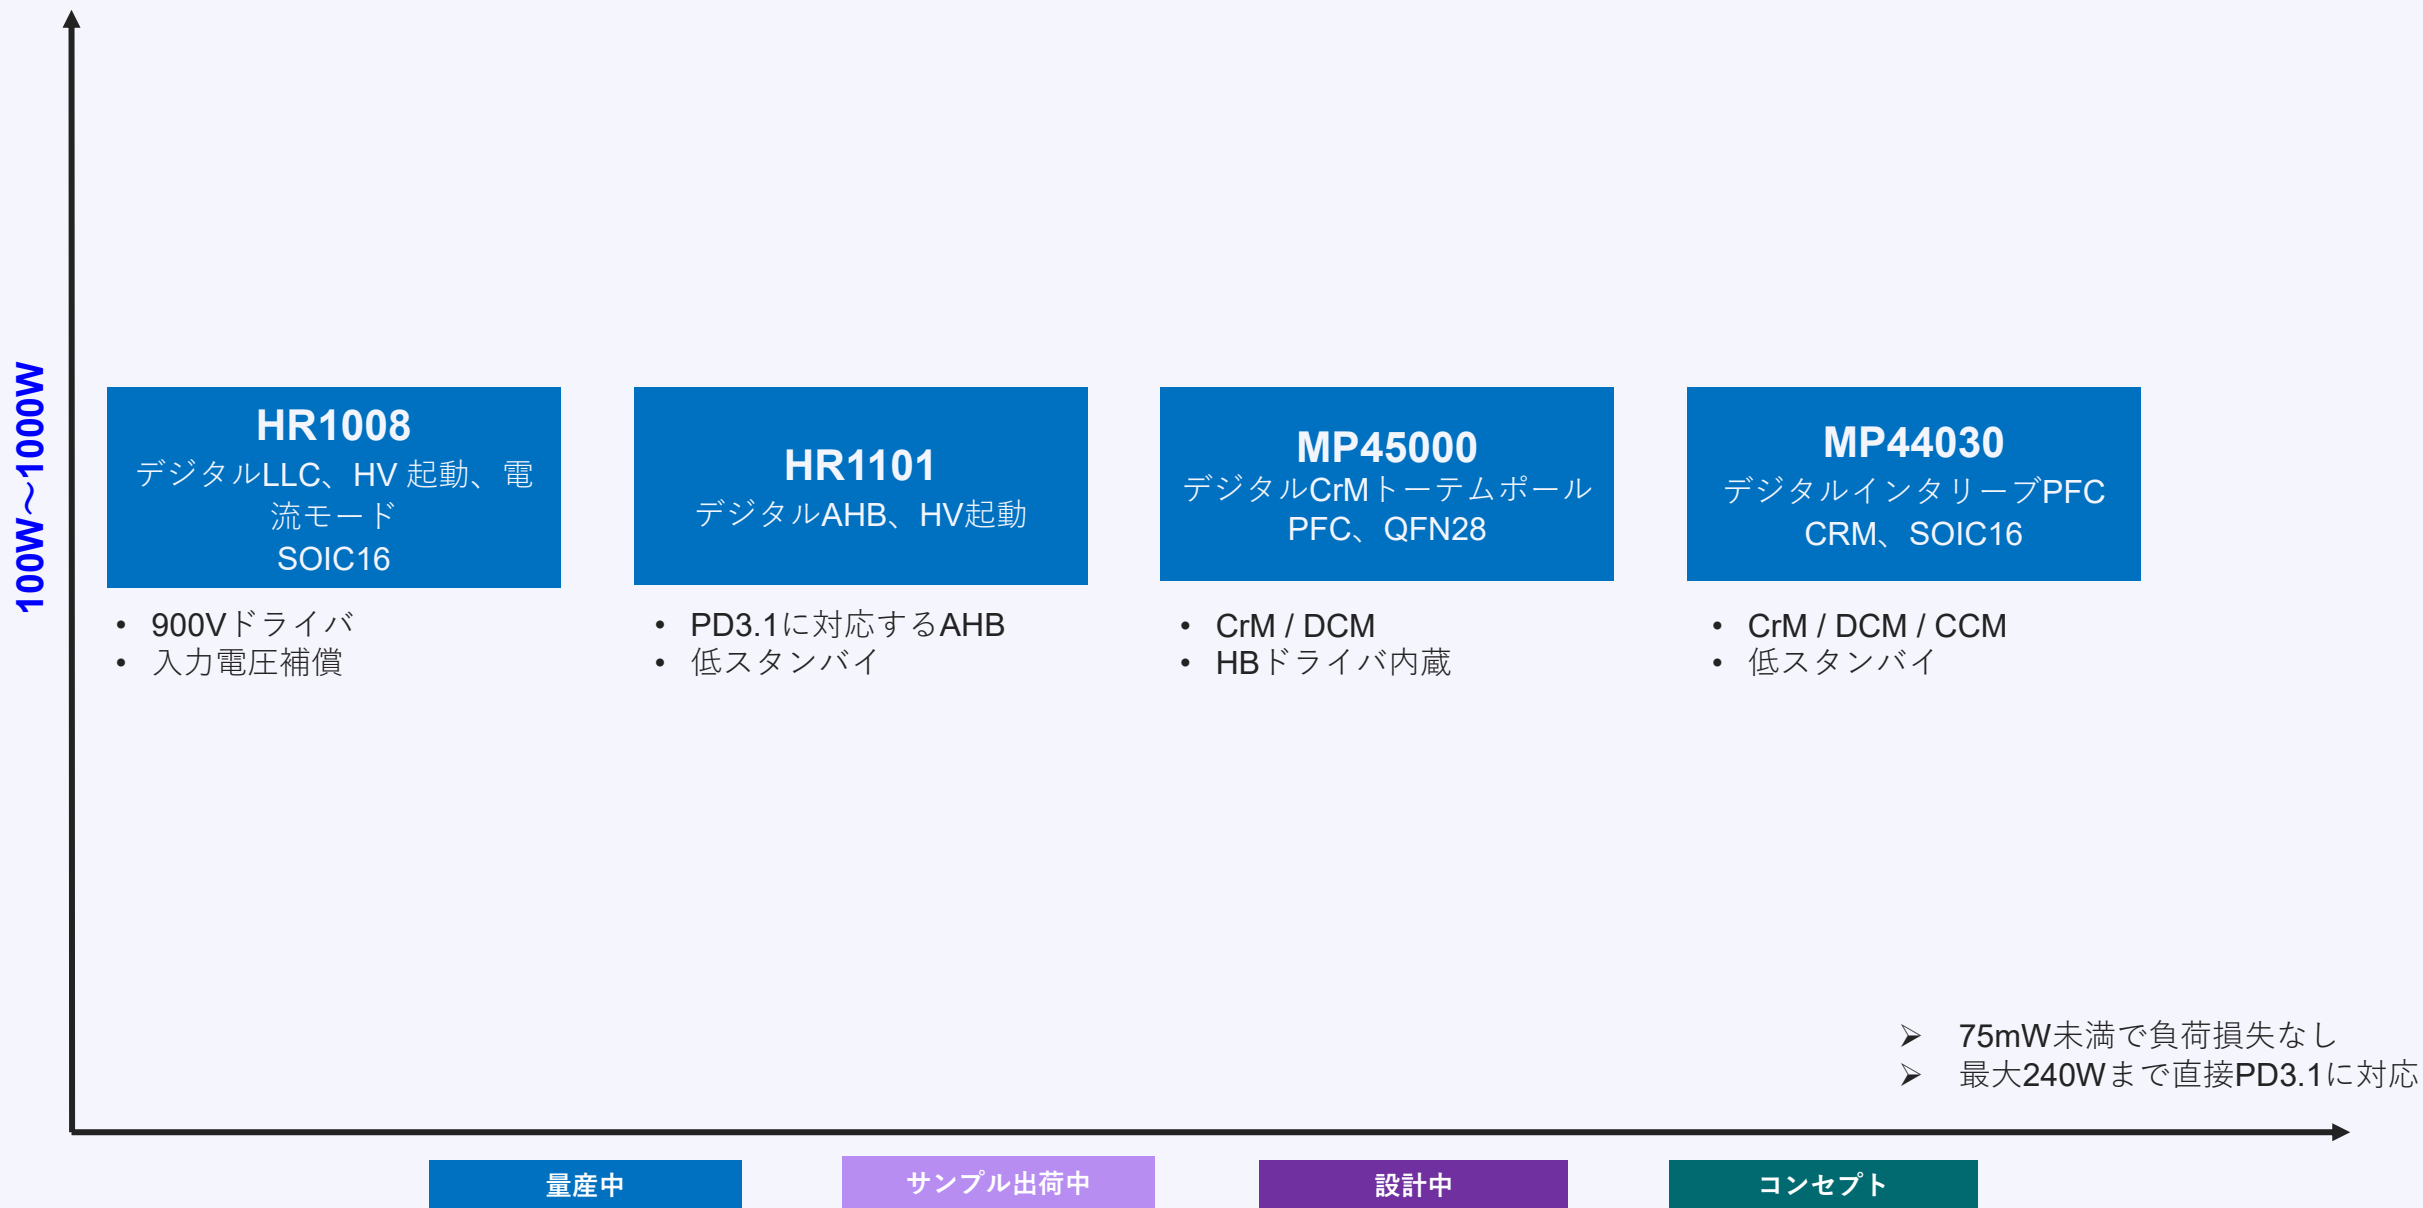 100W～1000W
HR1008
デジタルLLC、HV 起動、電
流モード
SOIC16
• 900Vドライバ
• 入力電圧補償
HR1101
デジタルAHB、HV起動
• PD3.1に対応するAHB
• 低スタンバイ
MP45000
デジタルCrMトーテムポール
PFC、QFN28
• CrM / DCM
• HBドライバ内蔵
MP44030
デジタルインタリーブPFC
CRM、SOIC16
• CrM / DCM / CCM
• 低スタンバイ
➢ 75mW未満で負荷損失なし
➢ 最大240Wまで直接PD3.1に対応
量産中
サンプル出荷中
設計中
コンセプト